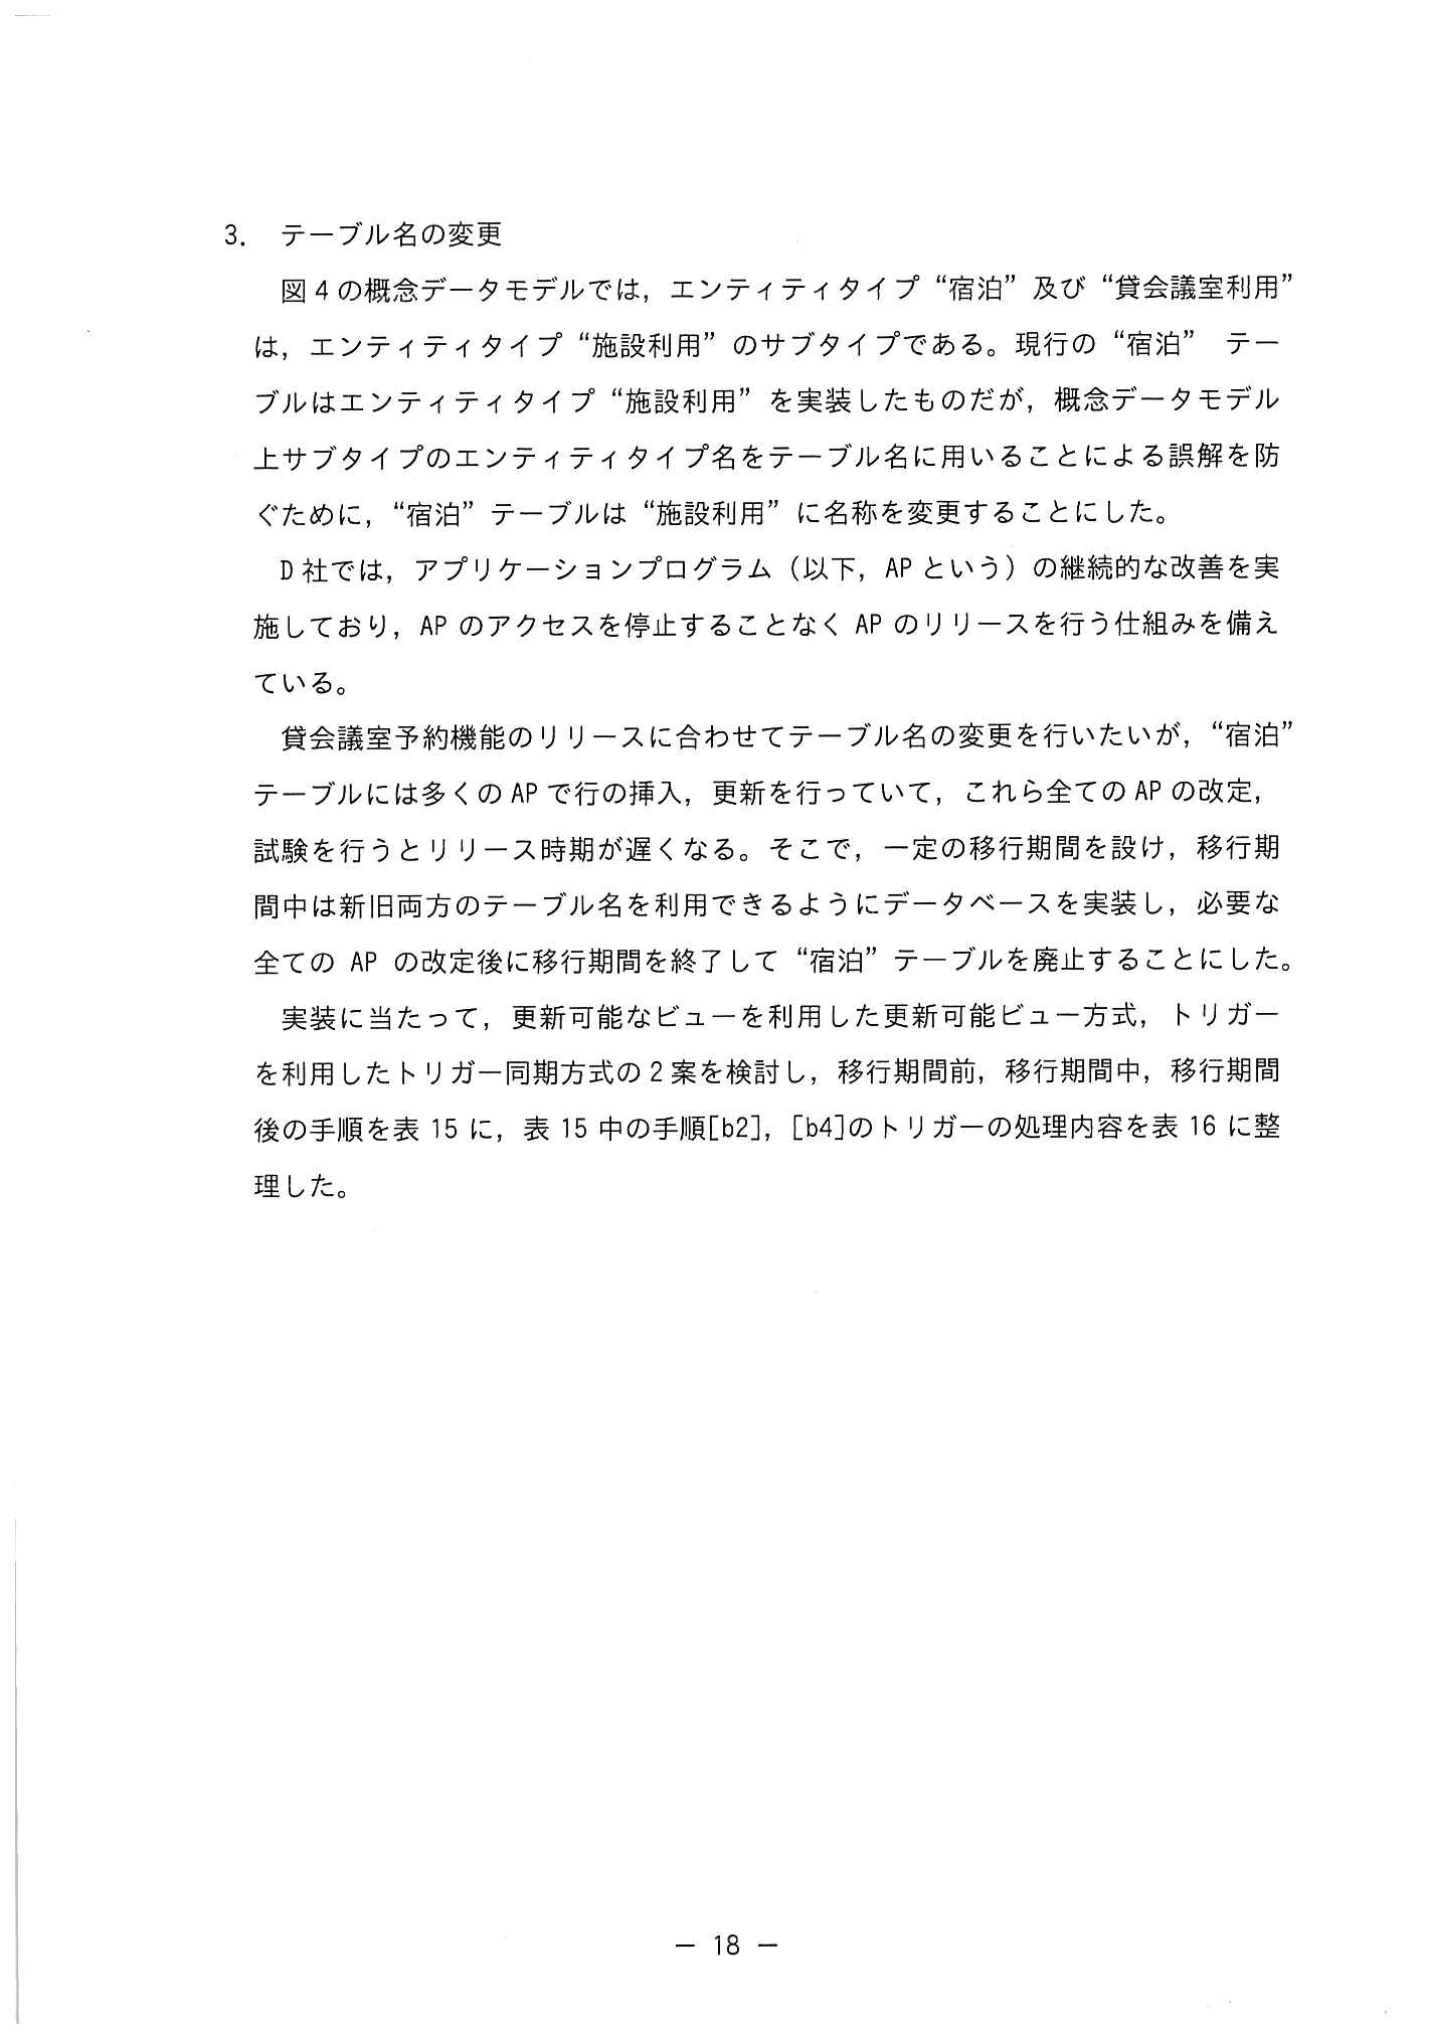 3． テーブル名の変更
図4の概念データモデルでは，エンティティタイプ“宿泊”及び“貸会議室利用”
は，エンティティタイプ“施設利用”のサブタイプである。現行の“宿泊” テー
ブルはエンティティタイプ“施設利用”を実装したものだが，概念データモデル
上サブタイプのエンティティタイプ名をテーブル名に用いることによる誤解を防
ぐために，“宿泊”テーブルは“施設利用”に名称を変更することにした。
D社では，アプリケーションプログラム（以下，APという）の継続的な改善を実
施しており，AP のアクセスを停止することなく AP のリリースを行う仕組みを備え
ている。
貸会議室予約機能のリリースに合わせてテーブル名の変更を行いたいが，“宿泊”
テーブルには多くの AP で行の挿入，更新を行っていて，これら全ての AP の改定，
試験を行うとリリース時期が遅くなる。そこで，一定の移行期間を設け，移行期
間中は新旧両方のテーブル名を利用できるようにデータベースを実装し，必要な
全ての AP の改定後に移行期間を終了して“宿泊”テーブルを廃止することにした。
実装に当たって，更新可能なビューを利用した更新可能ビュー方式，トリガー
を利用したトリガー同期方式の2案を検討し，移行期間前，移行期間中，移行期間
後の手順を表 15 に，表 15 中の手順[b2]，[b4]のトリガーの処理内容を表 16 に整
理した。
－ 18 －